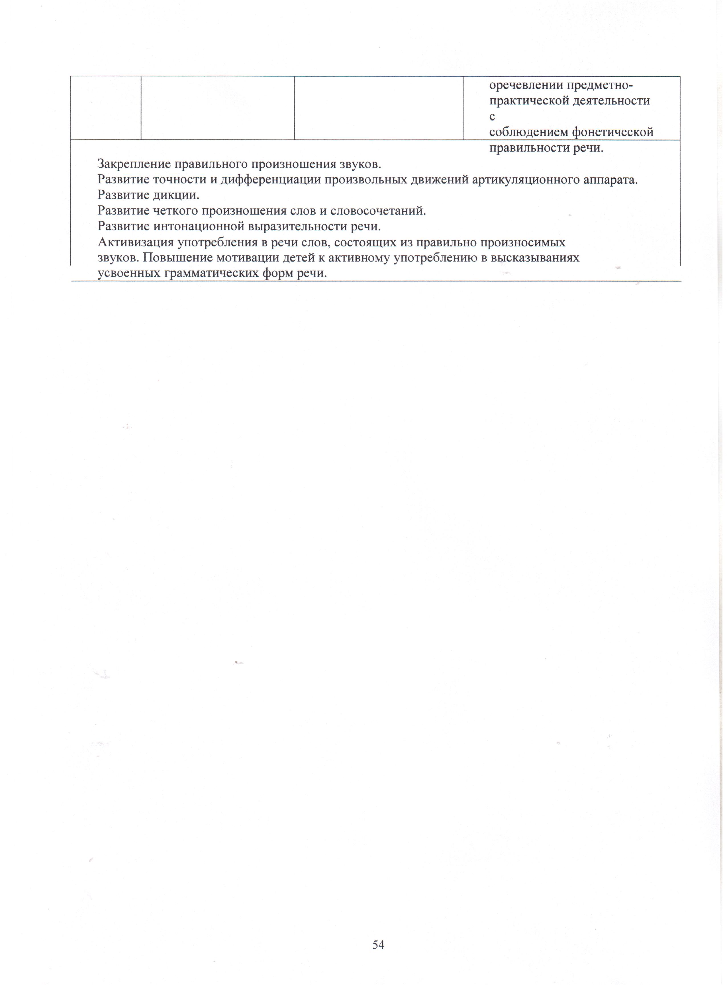 оречевлении предметно-
практической деятельности
с
соблюдением фонетической
правильности речи.
Закрепление правильного произношения звуков.
Развитие точности и дифференциации произвольных движений артикуляционного аппарата.
Развитие дикции.
Развитие четкого произношения слов и словосочетаний.
Развитие интонационной выразительности речи.
Активизация употребления в речи слов, состоящих из правильно произносимых
звуков. Повышение мотивации детей к активному употреблению в высказываниях
усвоенных грамматических форм речи.
54